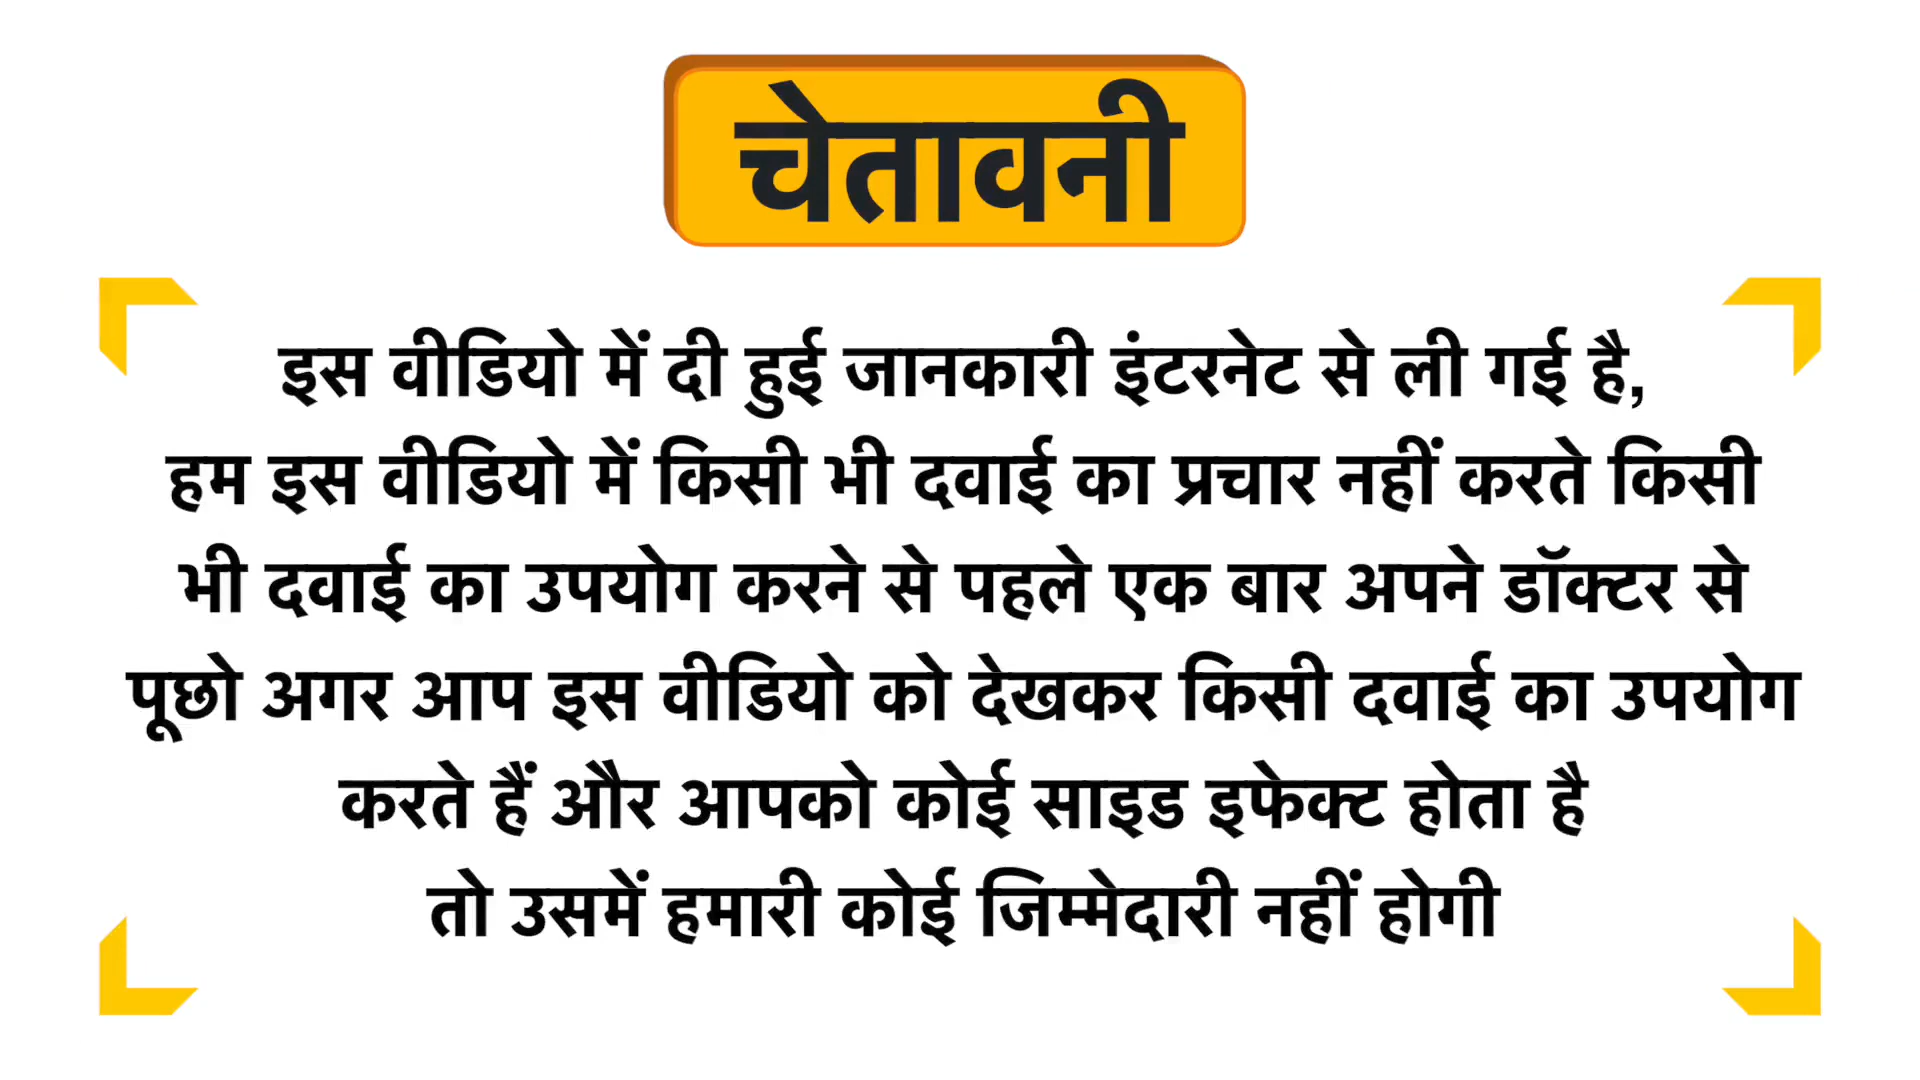 चेतावनी
इस वीडियो में दी हुई जानकारी इंटरनेट से ली गई है,
हम इस वीडियो में किसी भी दवाई का प्रचार नहीं करते किसी
भी दवाई का उपयोग करने से पहले एक बार अपने डॉक्टर से
पूछो अगर आप इस वीडियो को देखकर किसी दवाई का उपयोग
करते हैं और आपको कोई साइड इफेक्ट होता है
तो उसमें हमारी कोई जिम्मेदारी नहीं होगी